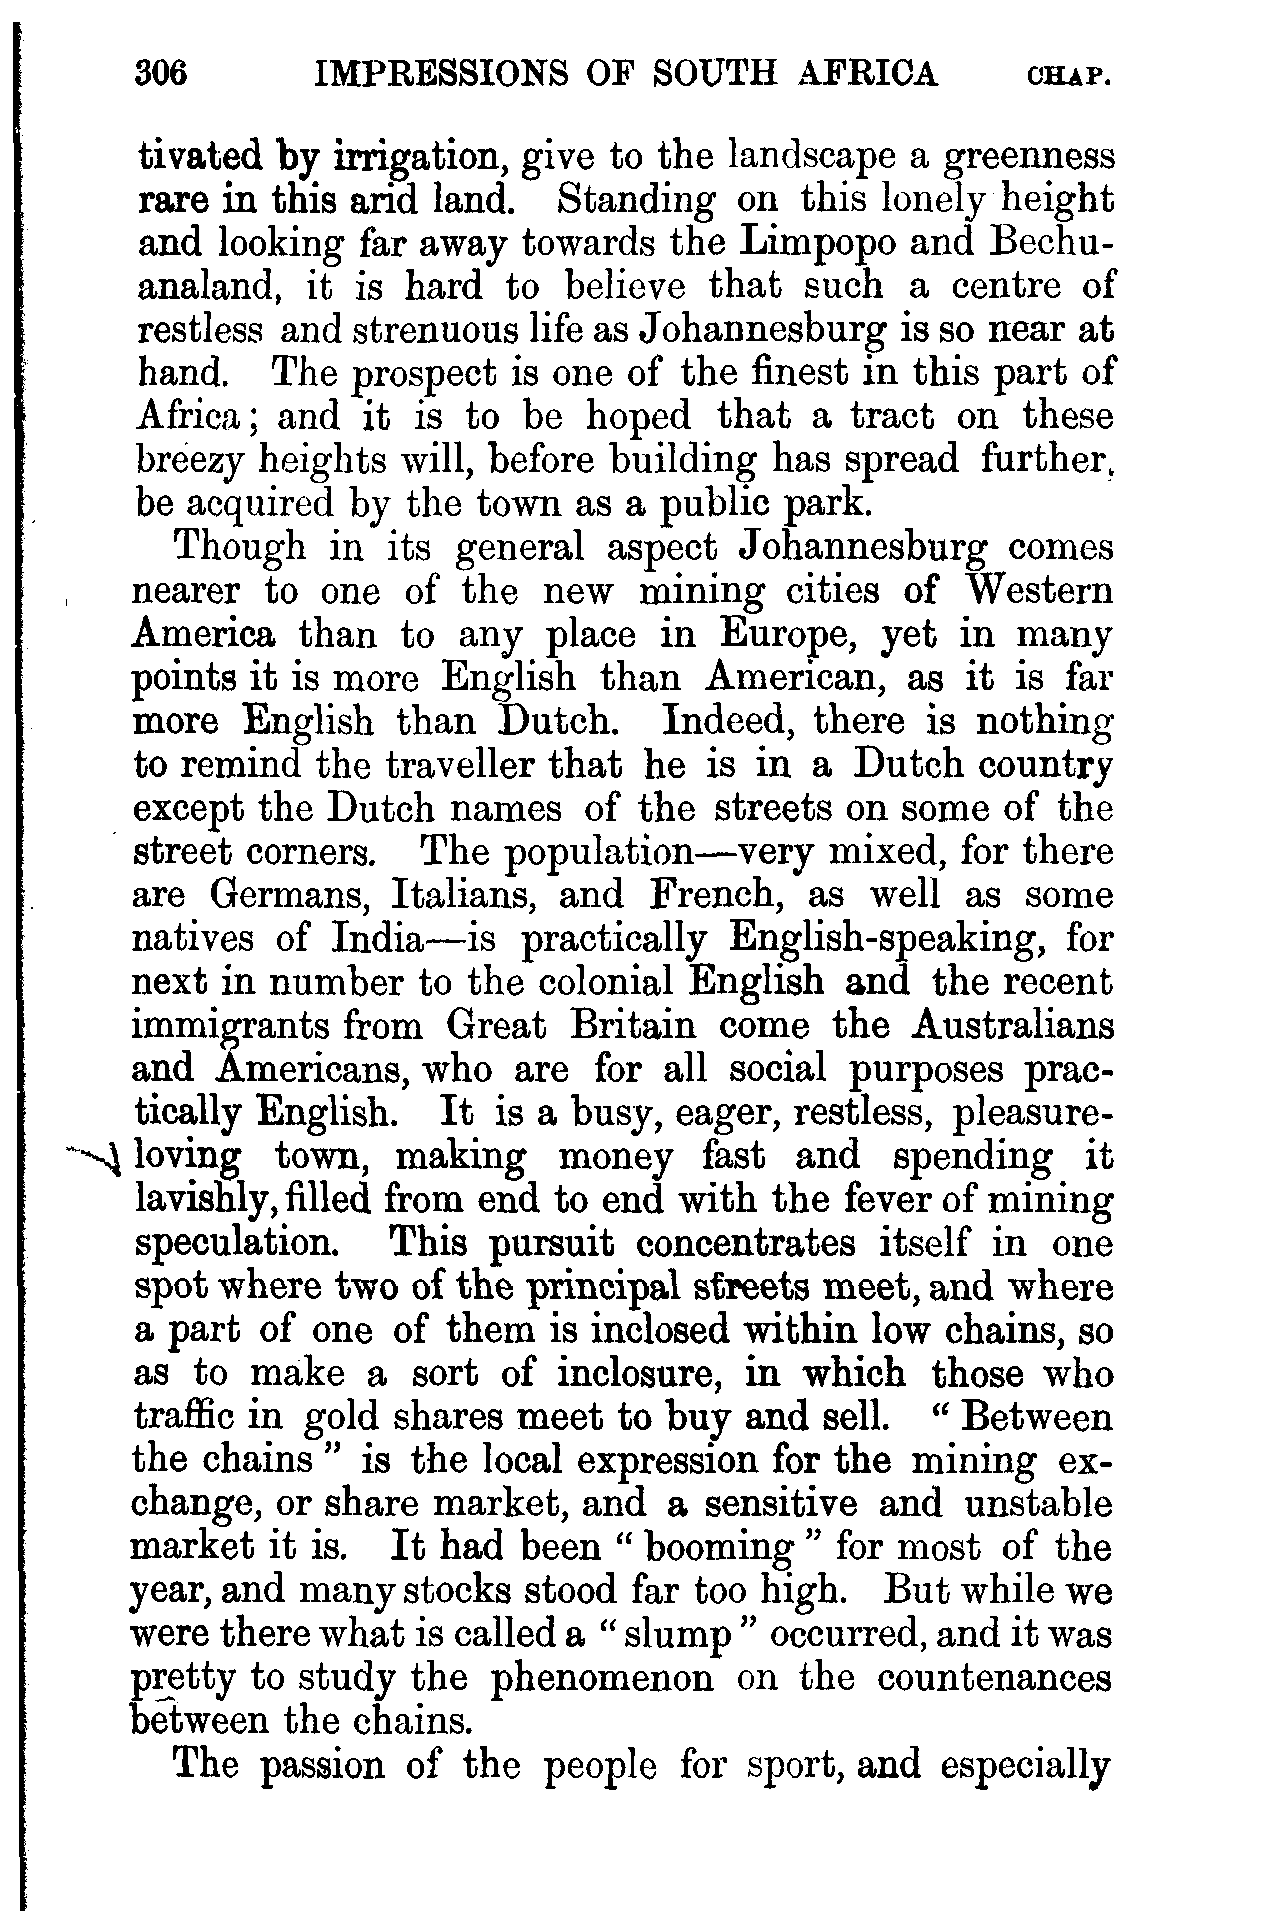 306 IMPRESSIONS OF SOUTH AFRICA CHAP.
tivated by irrigation, give to the landscape a greenness
rare in this arid land. Standing on this lonely height
and looking far away towards the Limpopo and Bechu-
analand, it is hard to believe that such a centre of
restless and strenuous life as Johannesburg is so near at
hand. The prospect is one of the finest in this part of
Africa; and it is to be hoped that a tract on these
breezy heights will, before building has spread further,
be acquired by the town as a public park.
Though in its general aspect Johannesburg comes
nearer to one of the new mining cities of Western
America than to any place in Europe, yet in many
points it is more English than American, as it is far
more English than Dutch. Indeed, there is nothing
to remind the traveller that he is in a Dutch country
except the Dutch names of the streets on some of the
street corners. The population—very mixed, for there
are Germans, Italians, and French, as well as some
natives of India—is practically English-speaking, for
next in number to the colonial English and the recent
immigrants from Great Britain come the Australians
and Americans, who are for all social purposes prac-
tically English. It is a busy, eager, restless, pleasure-
loving town, making money fast and spending it
lavishly, filled from end to end with the fever of mining
speculation. This pursuit concentrates itself in one
spot where two of the principal streets meet, and where
a part of one of them is inclosed within low chains, so
as to make a sort of inclosure, in which those who
traffic in gold shares meet to buy and sell. “ Between
the chains ” is the local expression for the mining ex-
change, or share market, and a sensitive and unstable
market it is. It had been “ booming ” for most of the
year, and many stocks stood far too high. But while we
were there what is called a “ slump ” occurred, and it was
pretty to study the phenomenon on the countenances
between the chains.
The passion of the people for sport, and especially